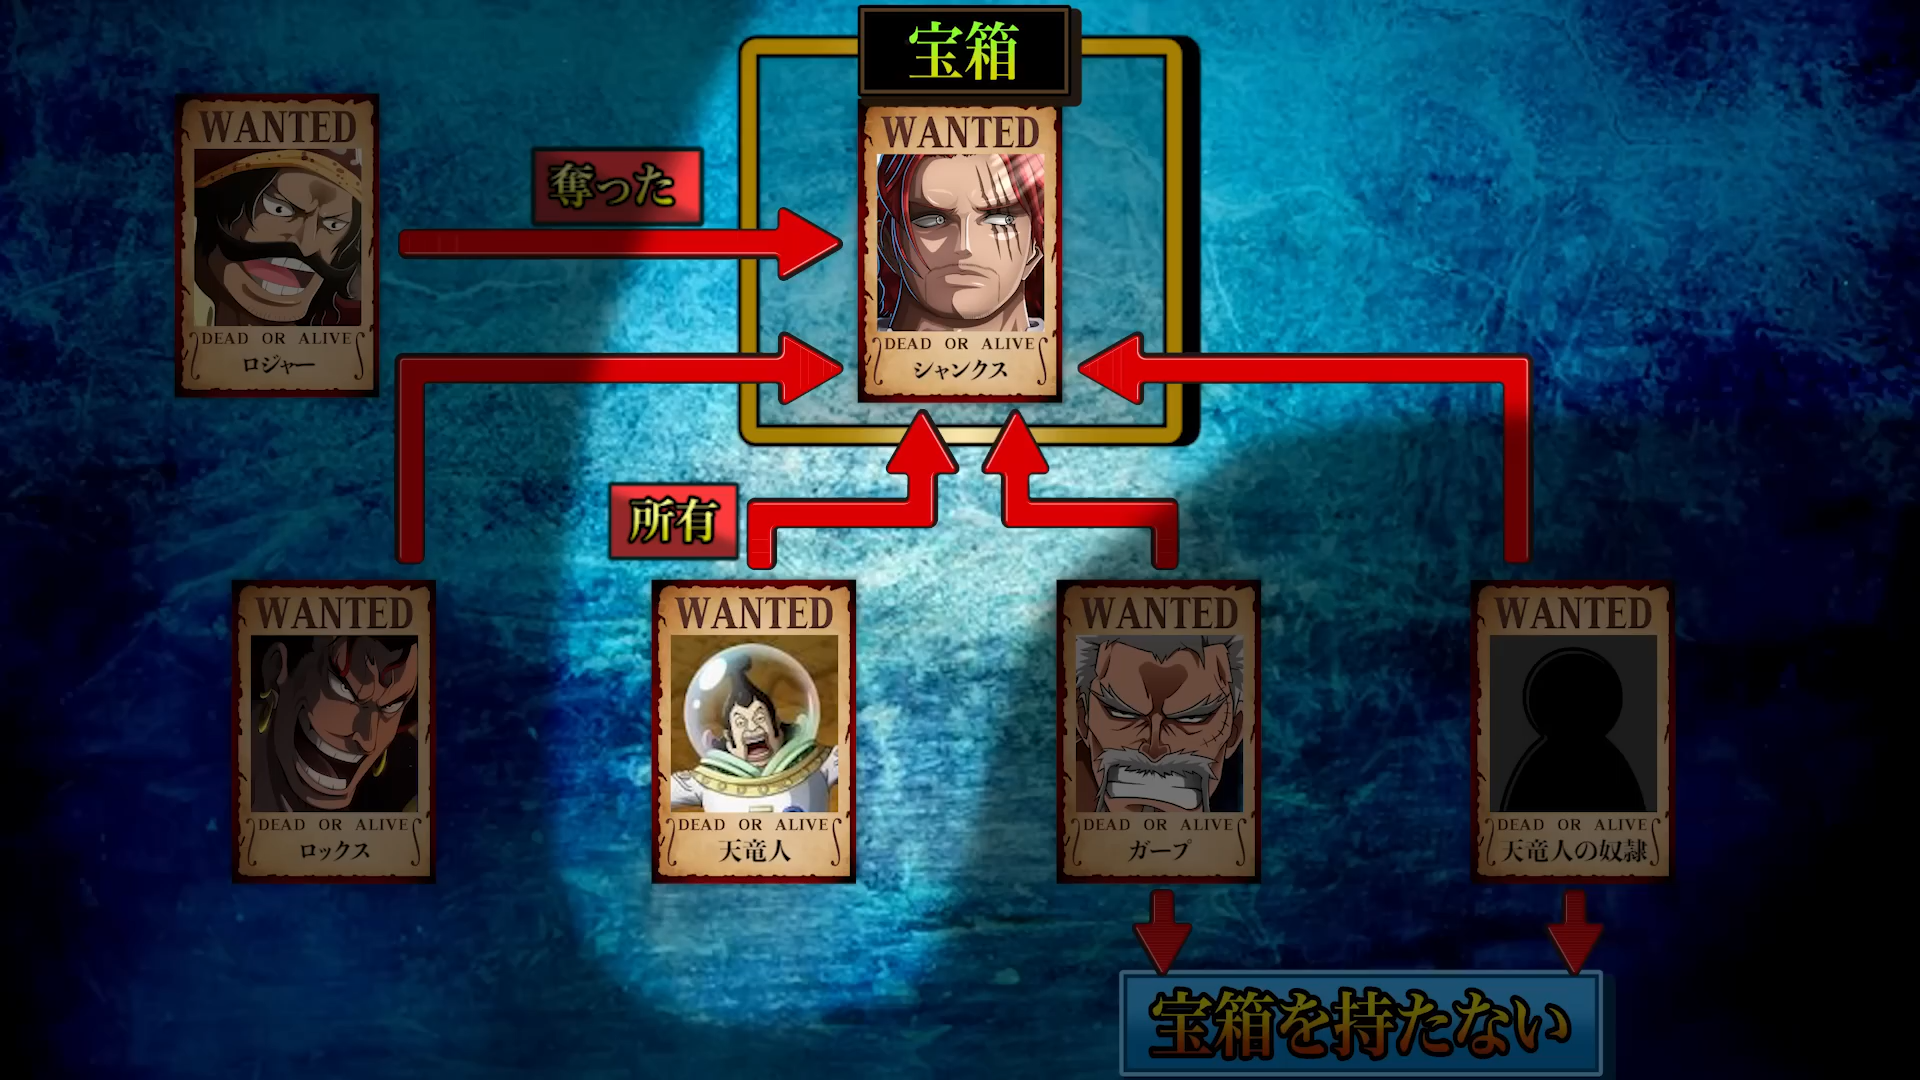 宝箱
WANTED
DEAD OR ALIVE
ロジャー
奪った
WANTED
DEAD OR ALIVE
シャンクス
所有
WANTED
DEAD OR ALIVE
ロックス
WANTED
DEAD OR ALIVE
天竜人
WANTED
DEAD OR ALIVE
ガープ
WANTED
DEAD OR ALIVE
天竜人の奴隷
宝箱を持たない